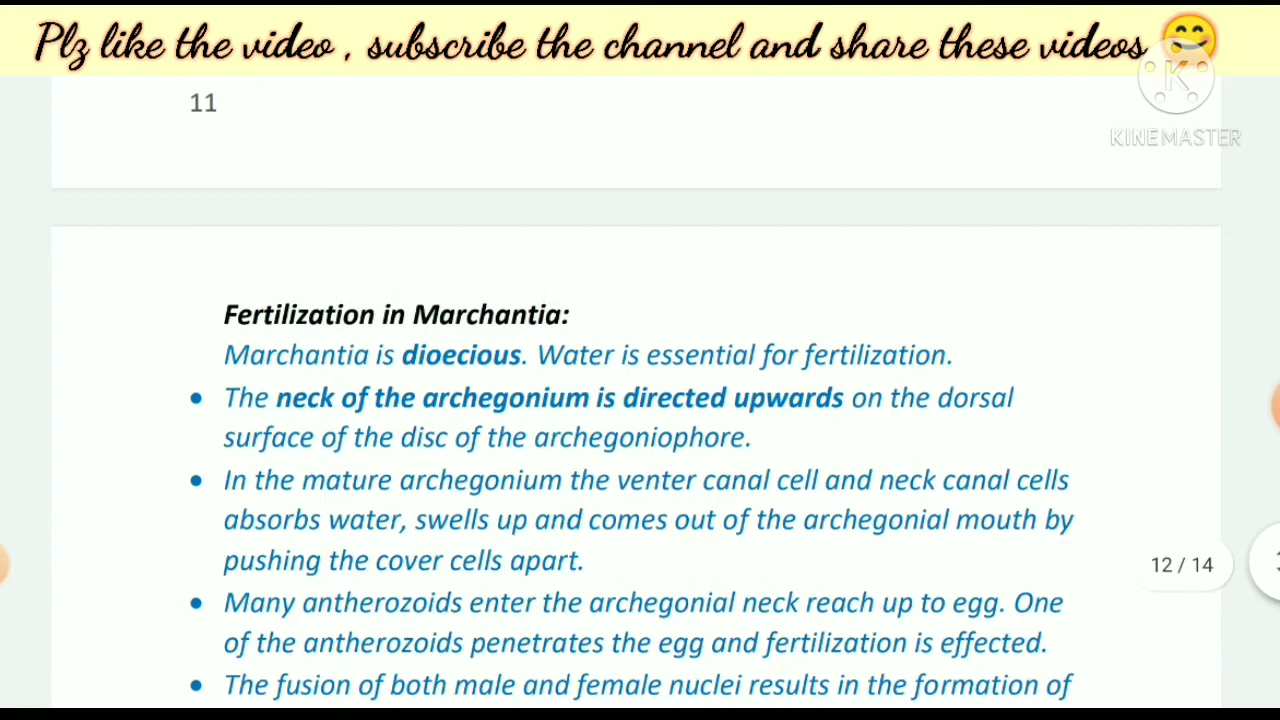 Plz like the video , subscribe the channel and share these videos 😊
K
KINEMASTER
11
Fertilization in Marchantia:
Marchantia is dioecious. Water is essential for fertilization.
• The neck of the archegonium is directed upwards on the dorsal
surface of the disc of the archegoniophore.
• In the mature archegonium the venter canal cell and neck canal cells
absorbs water, swells up and comes out of the archegonial mouth by
pushing the cover cells apart.
12 / 14
• Many antherozoids enter the archegonial neck reach up to egg. One
of the antherozoids penetrates the egg and fertilization is effected.
• The fusion of both male and female nuclei results in the formation of